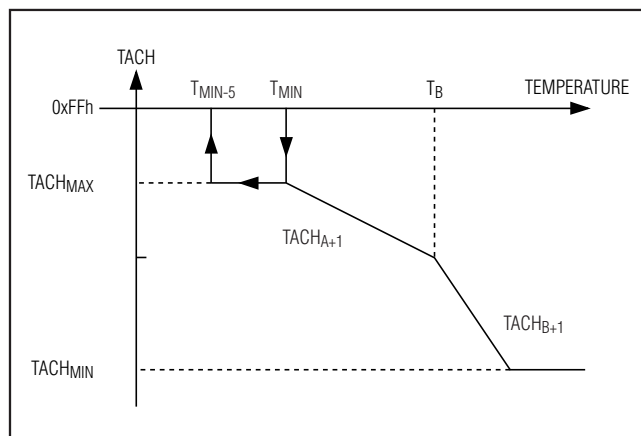 TACH
TMIN-5
TMIN
TB
TEMPERATURE
0xFFh
TACHMAX
TACHA+1
TACHB+1
TACHMIN